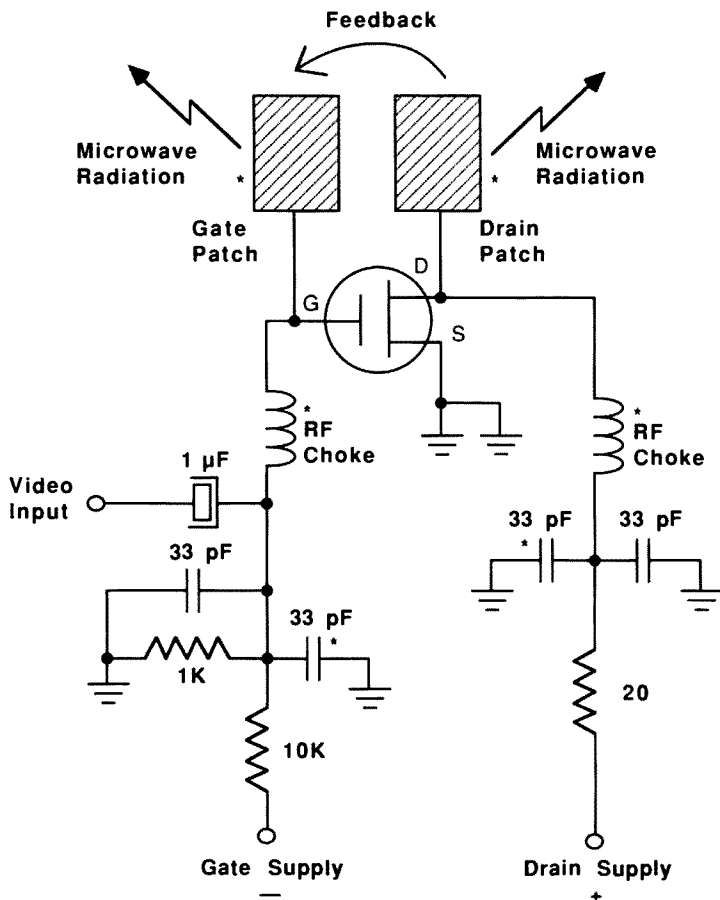 Feedback
Microwave
Radiation
*
*
Microwave
Radiation
Gate
Patch
Drain
Patch
D
G
S
*
RF
Choke
*
RF
Choke
1 µF
Video
Input
33 pF
33 pF
*
33 pF
33 pF
*
1K
20
10K
Gate Supply
—
Drain Supply
+